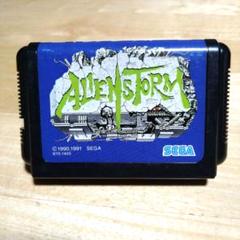 ALIEN STORM
© 1990, 1991 SEGA
SEGA